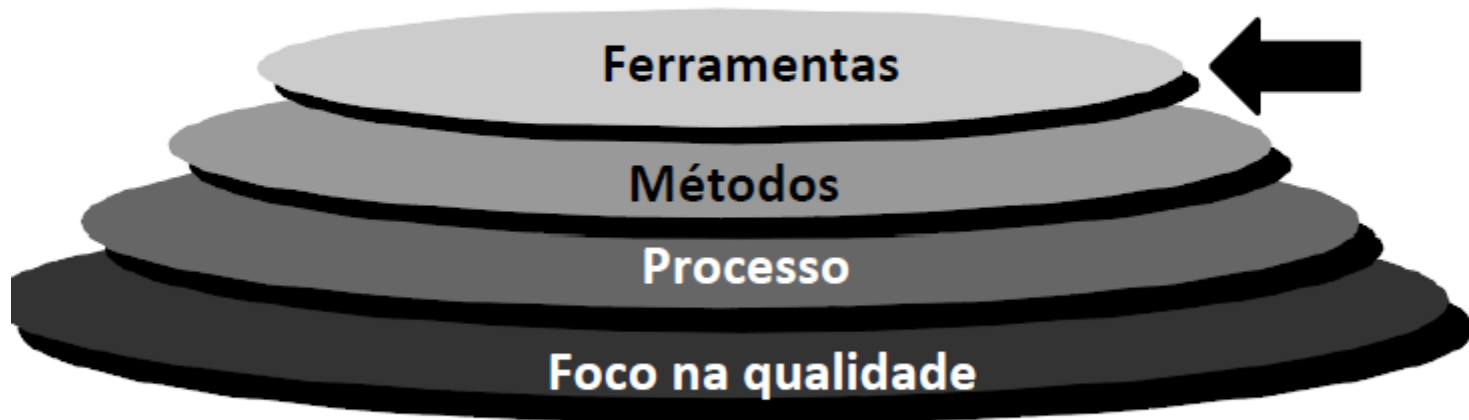 Ferramentas
Métodos
Processo
Foco na qualidade